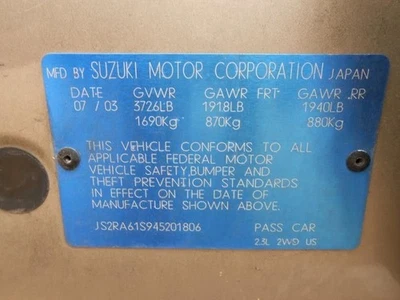 MFD BY SUZUKI MOTOR CORPORATION JAPAN
DATE GVWR GAWR FRT GAWR RR
07 / 03 3726LB 1918LB 1940LB
1690Kg 870Kg 880Kg
THIS VEHICLE CONFORMS TO ALL
APPLICABLE FEDERAL MOTOR
VEHICLE SAFETY,BUMPER AND
THEFT PREVENTION STANDARDS
IN EFFECT ON THE DATE OF
MANUFACTURE SHOWN ABOVE.
JS2RA61S945201806 PASS CAR
2.3L 2WD US